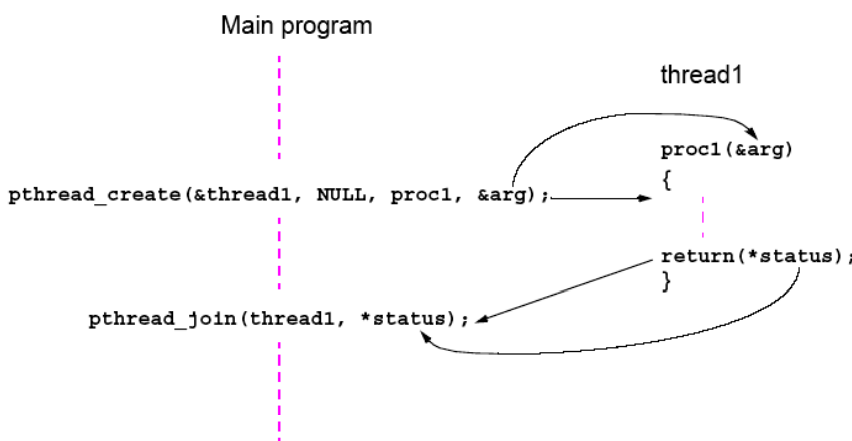 Main program
thread1
proc1(&arg)
{
pthread_create(&thread1, NULL, proc1, &arg);
return(*status);
}
pthread_join(thread1, *status);